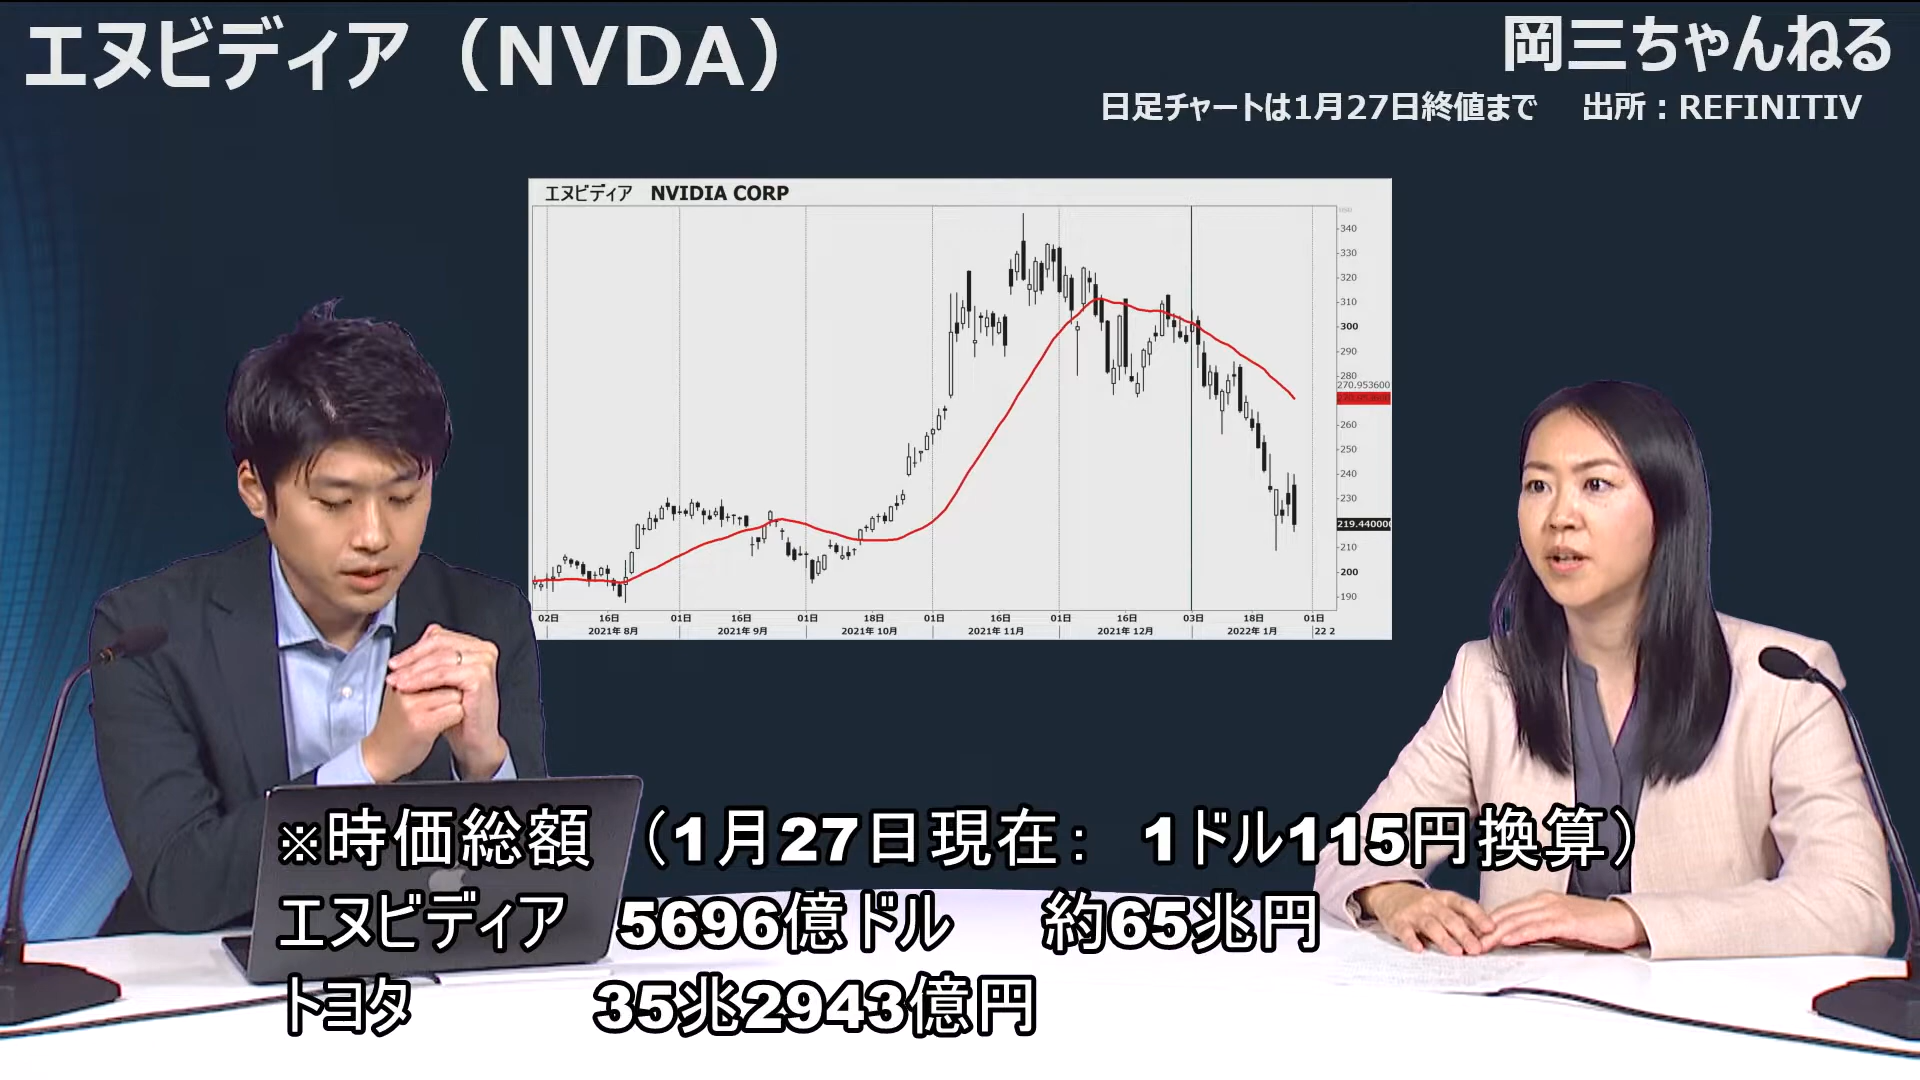 エヌビディア（NVDA）
岡三ちゃんねる
日足チャートは1月27日終値まで　出所：REFINITIV
エヌビディア　NVIDIA CORP
340
330
320
310
300
290
280
270.953600
260
250
240
230
219.440000
210
200
190
02日 16日 01日 16日 01日 18日 01日 16日 01日 16日 03日 18日 01日
2021年 8月 2021年 9月 2021年 10月 2021年 11月 2021年 12月 2022年 1月 22 2
※時価総額（1月27日現在：　1ドル115円換算）
エヌビディア　5696億ドル　約65兆円
トヨタ　35兆2943億円